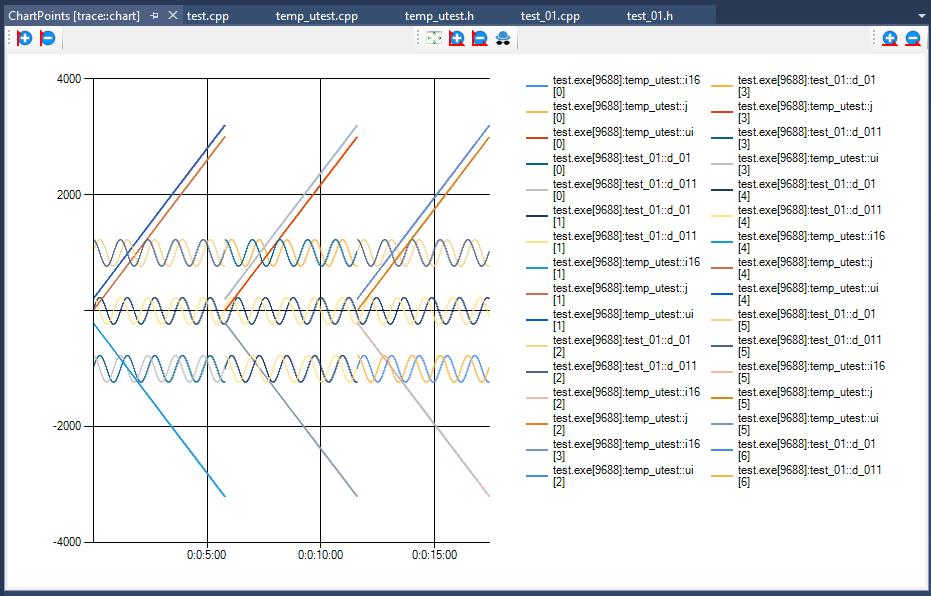 ChartPoints [trace::chart]
test.cpp
temp_utest.cpp
temp_utest.h
test_01.cpp
test_01.h
4000
2000
-2000
-4000
0:0:5:00
0:0:10:00
0:0:15:00
test.exe[9688]:temp_utest::i16
[0]
test.exe[9688]:temp_utest::j
[0]
test.exe[9688]:temp_utest::ui
[0]
test.exe[9688]:test_01::d_01
[0]
test.exe[9688]:test_01::d_011
[0]
test.exe[9688]:test_01::d_01
[1]
test.exe[9688]:test_01::d_011
[1]
test.exe[9688]:temp_utest::i16
[1]
test.exe[9688]:temp_utest::j
[1]
test.exe[9688]:temp_utest::ui
[1]
test.exe[9688]:test_01::d_01
[2]
test.exe[9688]:test_01::d_011
[2]
test.exe[9688]:temp_utest::i16
[2]
test.exe[9688]:temp_utest::j
[2]
test.exe[9688]:temp_utest::i16
[3]
test.exe[9688]:temp_utest::ui
[2]
test.exe[9688]:test_01::d_01
[3]
test.exe[9688]:temp_utest::j
[3]
test.exe[9688]:test_01::d_011
[3]
test.exe[9688]:temp_utest::ui
[3]
test.exe[9688]:test_01::d_01
[4]
test.exe[9688]:test_01::d_011
[4]
test.exe[9688]:temp_utest::i16
[4]
test.exe[9688]:temp_utest::j
[4]
test.exe[9688]:temp_utest::ui
[4]
test.exe[9688]:test_01::d_01
[5]
test.exe[9688]:test_01::d_011
[5]
test.exe[9688]:temp_utest::i16
[5]
test.exe[9688]:temp_utest::j
[5]
test.exe[9688]:temp_utest::ui
[5]
test.exe[9688]:test_01::d_01
[6]
test.exe[9688]:test_01::d_011
[6]